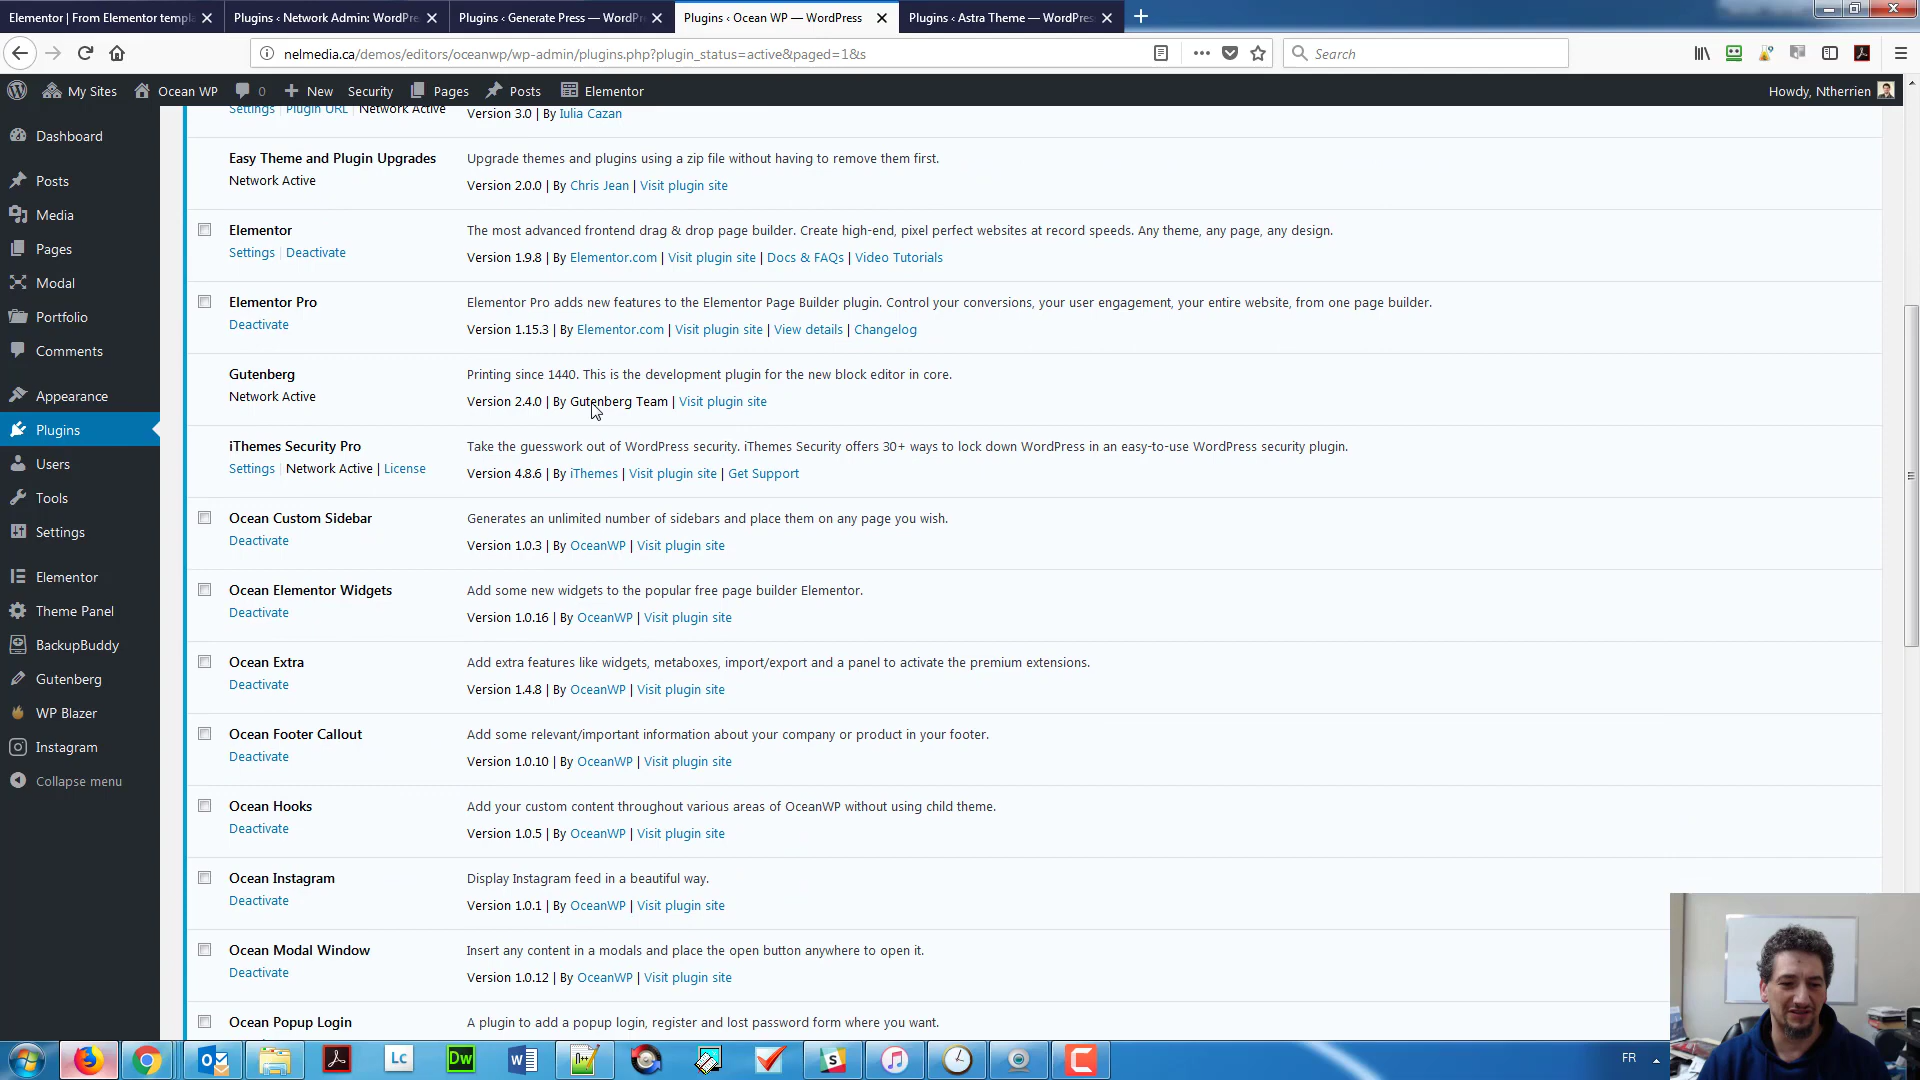 Elementor | From Elementor templ
Plugins ‹ Network Admin: WordPre
Plugins ‹ Generate Press — WordPr
Plugins ‹ Ocean WP — WordPress
Plugins ‹ Astra Theme — WordPres
nelmedia.ca/demos/editors/oceanwp/wp-admin/plugins.php?plugin_status=active&paged=1&s
Search
My Sites
Ocean WP
0
New
Security
Pages
Posts
Elementor
Howdy, Ntherrien
Dashboard
Posts
Media
Pages
Modal
Portfolio
Comments
Appearance
Plugins
Users
Tools
Settings
Elementor
Theme Panel
BackupBuddy
Gutenberg
WP Blazer
Instagram
Collapse menu
Settings | Plugin URL | Network Active
Version 3.0 | By Iulia Cazan
Easy Theme and Plugin Upgrades
Network Active
Upgrade themes and plugins using a zip file without having to remove them first.
Version 2.0.0 | By Chris Jean | Visit plugin site
Elementor
Settings | Deactivate
The most advanced frontend drag & drop page builder. Create high-end, pixel perfect websites at record speeds. Any theme, any page, any design.
Version 1.9.8 | By Elementor.com | Visit plugin site | Docs & FAQs | Video Tutorials
Elementor Pro
Deactivate
Elementor Pro adds new features to the Elementor Page Builder plugin. Control your conversions, your user engagement, your entire website, from one page builder.
Version 1.15.3 | By Elementor.com | Visit plugin site | View details | Changelog
Gutenberg
Network Active
Printing since 1440. This is the development plugin for the new block editor in core.
Version 2.4.0 | By Gutenberg Team | Visit plugin site
iThemes Security Pro
Settings | Network Active | License
Take the guesswork out of WordPress security. iThemes Security offers 30+ ways to lock down WordPress in an easy-to-use WordPress security plugin.
Version 4.8.6 | By iThemes | Visit plugin site | Get Support
Ocean Custom Sidebar
Deactivate
Generates an unlimited number of sidebars and place them on any page you wish.
Version 1.0.3 | By OceanWP | Visit plugin site
Ocean Elementor Widgets
Deactivate
Add some new widgets to the popular free page builder Elementor.
Version 1.0.16 | By OceanWP | Visit plugin site
Ocean Extra
Deactivate
Add extra features like widgets, metaboxes, import/export and a panel to activate the premium extensions.
Version 1.4.8 | By OceanWP | Visit plugin site
Ocean Footer Callout
Deactivate
Add some relevant/important information about your company or product in your footer.
Version 1.0.10 | By OceanWP | Visit plugin site
Ocean Hooks
Deactivate
Add your custom content throughout various areas of OceanWP without using child theme.
Version 1.0.5 | By OceanWP | Visit plugin site
Ocean Instagram
Deactivate
Display Instagram feed in a beautiful way.
Version 1.0.1 | By OceanWP | Visit plugin site
Ocean Modal Window
Deactivate
Insert any content in a modals and place the open button anywhere to open it.
Version 1.0.12 | By OceanWP | Visit plugin site
Ocean Popup Login
A plugin to add a popup login, register and lost password form where you want.
Lc
Dw
FR